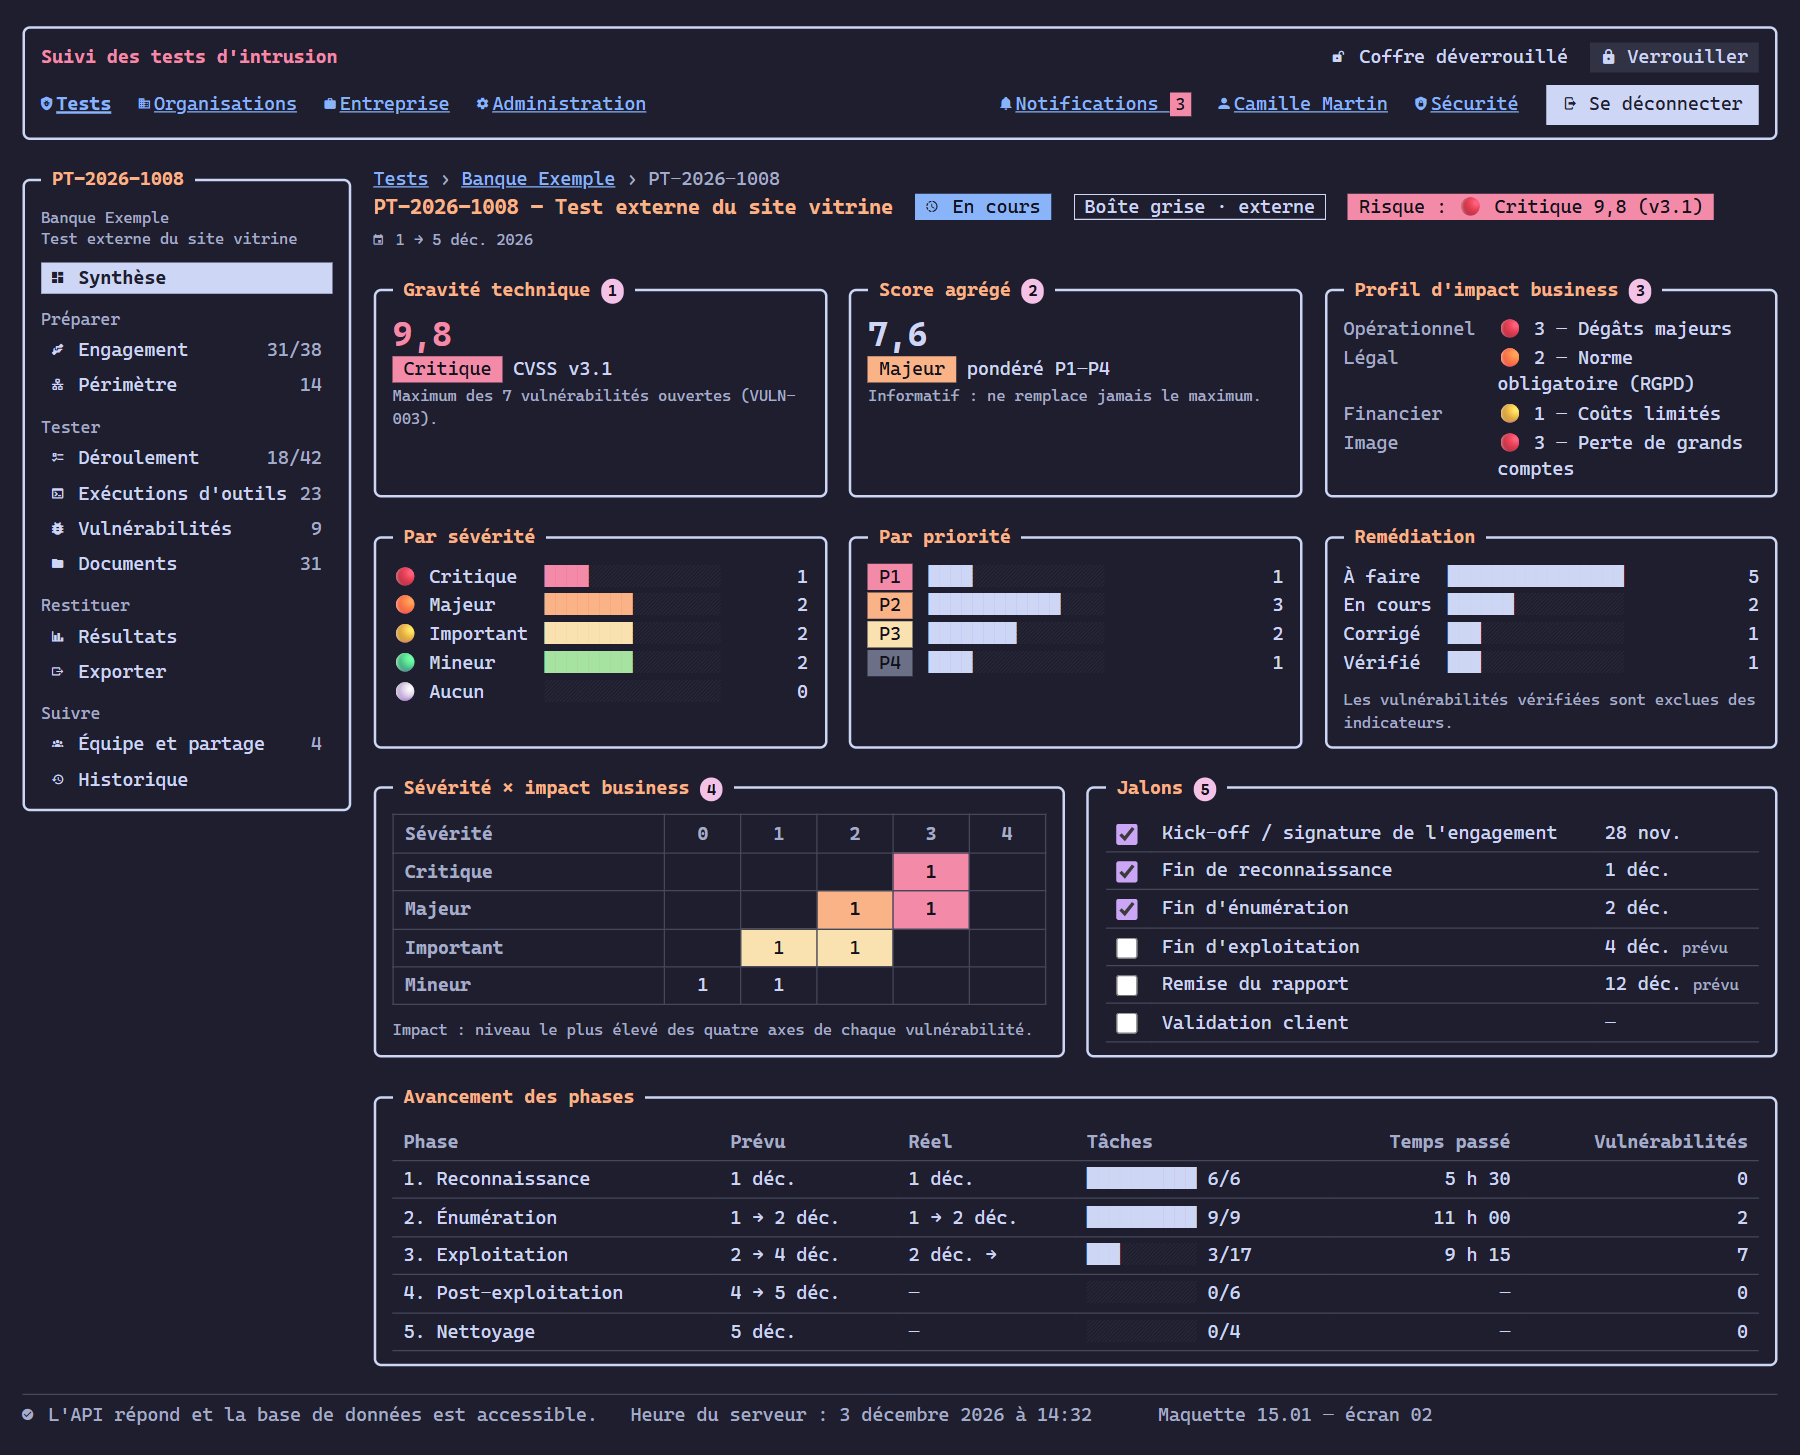 Suivi des tests d'intrusion
Coffre déverrouillé
Verrouiller
Tests Organisations Entreprise Administration
Notifications 3 Camille Martin Sécurité Se déconnecter
PT-2026-1008
Banque Exemple
Test externe du site vitrine
Synthèse
Préparer
Engagement 31/38
Périmètre 14
Tester
Déroulement 18/42
Exécutions d'outils 23
Vulnérabilités 9
Documents 31
Restituer
Résultats
Exporter
Suivre
Équipe et partage 4
Historique
Tests › Banque Exemple › PT-2026-1008
PT-2026-1008 — Test externe du site vitrine En cours Boîte grise · externe Risque : Critique 9,8 (v3.1)
1 → 5 déc. 2026
Gravité technique 1
9,8
Critique CVSS v3.1
Maximum des 7 vulnérabilités ouvertes (VULN-
003).
Score agrégé 2
7,6
Majeur pondéré P1-P4
Informatif : ne remplace jamais le maximum.
Profil d'impact business 3
Opérationnel 3 — Dégâts majeurs
Légal 2 — Norme
obligatoire (RGPD)
Financier 1 — Coûts limités
Image 3 — Perte de grands
comptes
Par sévérité
Critique 1
Majeur 2
Important 2
Mineur 2
Aucun 0
Par priorité
P1 1
P2 3
P3 2
P4 1
Remédiation
À faire 5
En cours 2
Corrigé 1
Vérifié 1
Les vulnérabilités vérifiées sont exclues des
indicateurs.
Sévérité × impact business 4
Sévérité 0 1 2 3 4
Critique 1
Majeur 1 1
Important 1 1
Mineur 1 1
Impact : niveau le plus élevé des quatre axes de chaque vulnérabilité.
Jalons 5
Kick-off / signature de l'engagement 28 nov.
Fin de reconnaissance 1 déc.
Fin d'énumération 2 déc.
Fin d'exploitation 4 déc. prévu
Remise du rapport 12 déc. prévu
Validation client —
Avancement des phases
Phase Prévu Réel Tâches Temps passé Vulnérabilités
1. Reconnaissance 1 déc. 1 déc. 6/6 5 h 30 0
2. Énumération 1 → 2 déc. 1 → 2 déc. 9/9 11 h 00 2
3. Exploitation 2 → 4 déc. 2 déc. → 3/17 9 h 15 7
4. Post-exploitation 4 → 5 déc. — 0/6 — 0
5. Nettoyage 5 déc. — 0/4 — 0
L'API répond et la base de données est accessible. Heure du serveur : 3 décembre 2026 à 14:32 Maquette 15.01 — écran 02